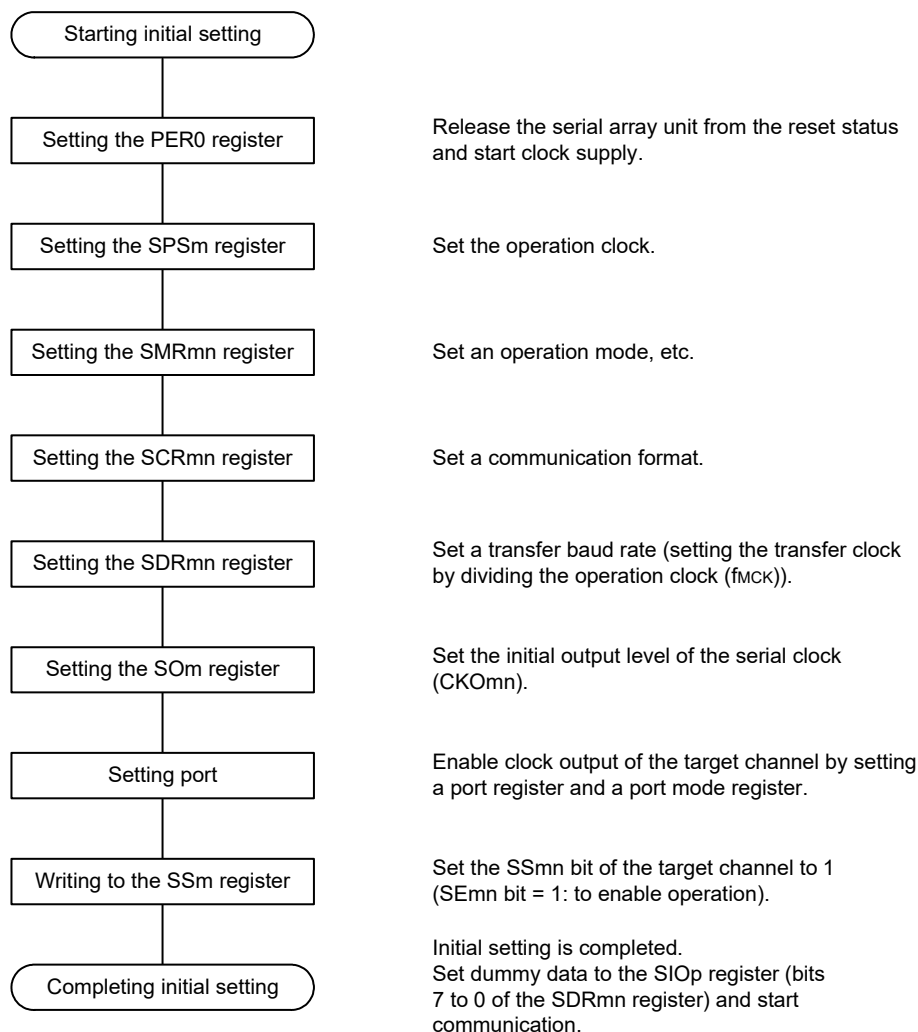 Starting initial setting
Setting the PER0 register
Release the serial array unit from the reset status
and start clock supply.
Setting the SPSm register
Set the operation clock.
Setting the SMRmn register
Set an operation mode, etc.
Setting the SCRmn register
Set a communication format.
Setting the SDRmn register
Set a transfer baud rate (setting the transfer clock
by dividing the operation clock (fMCK)).
Setting the SOm register
Set the initial output level of the serial clock
(CKOmn).
Setting port
Enable clock output of the target channel by setting
a port register and a port mode register.
Writing to the SSm register
Set the SSmn bit of the target channel to 1
(SEmn bit = 1: to enable operation).
Completing initial setting
Initial setting is completed.
Set dummy data to the SIOp register (bits
7 to 0 of the SDRmn register) and start
communication.